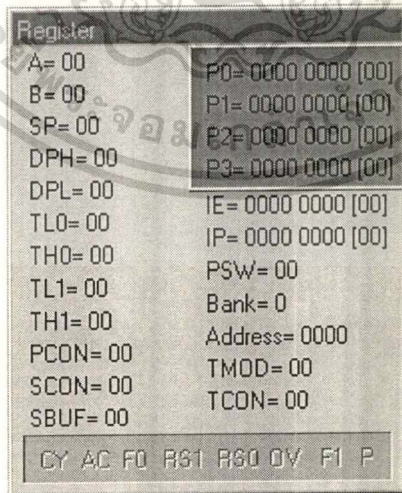 Register
A= 00
B= 00
SP= 00
DPH= 00
DPL= 00
TL0= 00
TH0= 00
TL1= 00
TH1= 00
PCON= 00
SCON= 00
SBUF= 00
P0= 0000 0000 [00]
P1= 0000 0000 [00]
P2= 0000 0000 [00]
P3= 0000 0000 [00]
IE= 0000 0000 [00]
IP= 0000 0000 [00]
PSW= 00
Bank= 0
Address= 0000
TMOD= 00
TCON= 00
CY AC F0 RS1 RS0 OV F1 P